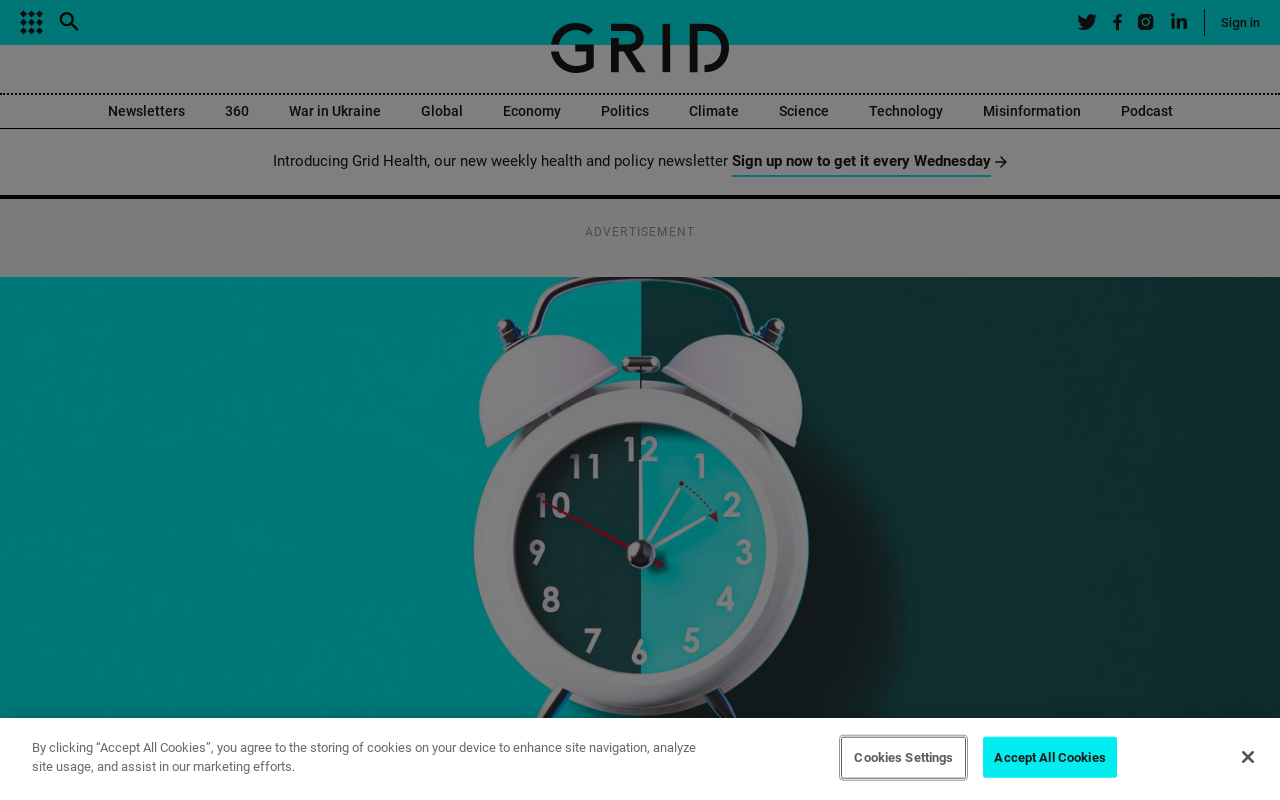 GRID
Sign in
Newsletters 360 War in Ukraine Global Economy Politics Climate Science Technology Misinformation Podcast
Introducing Grid Health, our new weekly health and policy newsletter Sign up now to get it every Wednesday
ADVERTISEMENT
12
11 1
10 2
9 3
8 4
7 5
6
By clicking “Accept All Cookies”, you agree to the storing of cookies on your device to enhance site navigation, analyze
site usage, and assist in our marketing efforts.
Cookies Settings
Accept All Cookies